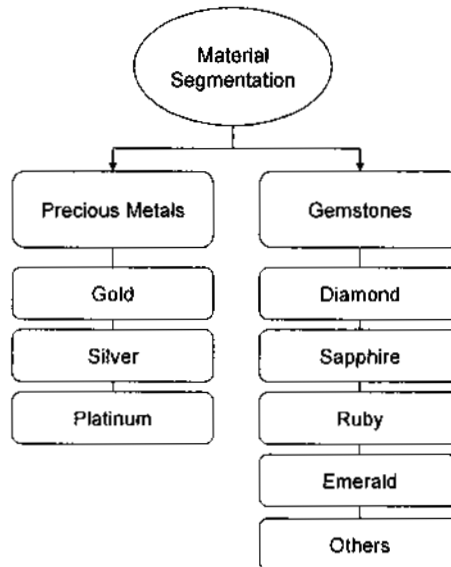 Material
Segmentation
Precious Metals
Gemstones
Gold
Diamond
Silver
Sapphire
Platinum
Ruby
Emerald
Others